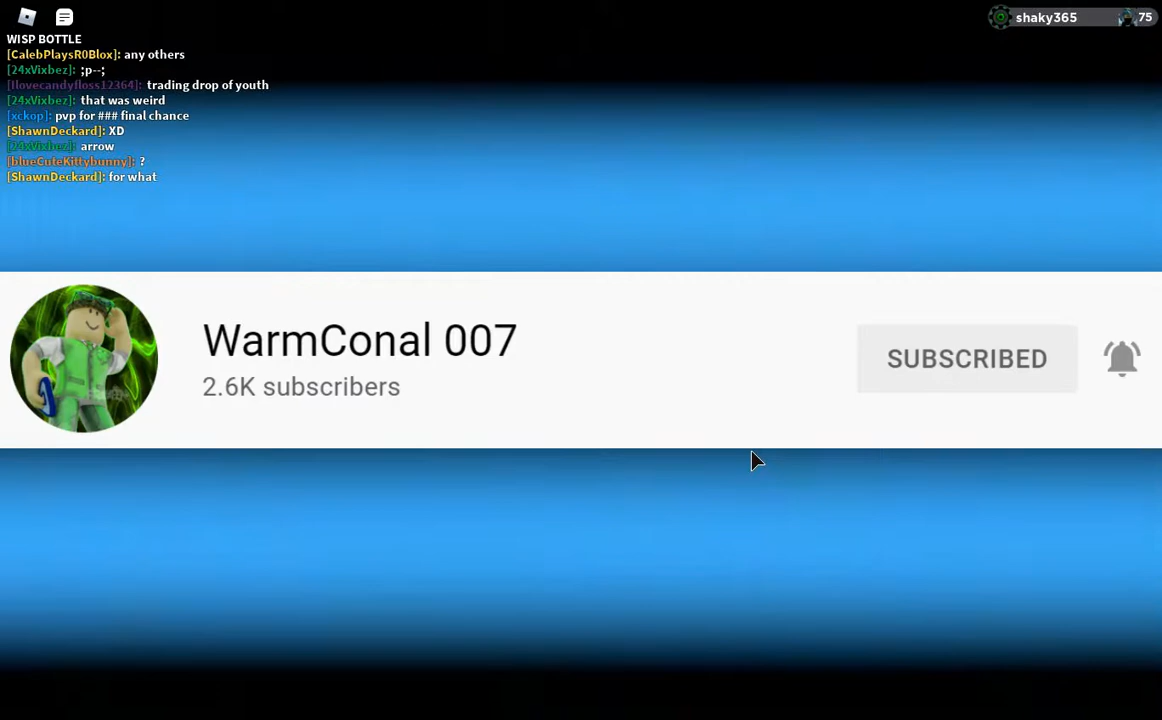 shaky365 75
WISP BOTTLE
[CalebPlaysR0Blox]: any others
[24xVixbez]: ;p--;
[Ilovecandyfloss12364]: trading drop of youth
[24xVixbez]: that was weird
[xckop]: pvp for ### final chance
[ShawnDeckard]: XD
[24xVixbez]: arrow
[blueCuteKittybunny]: ?
[ShawnDeckard]: for what
WarmConal 007
2.6K subscribers
SUBSCRIBED